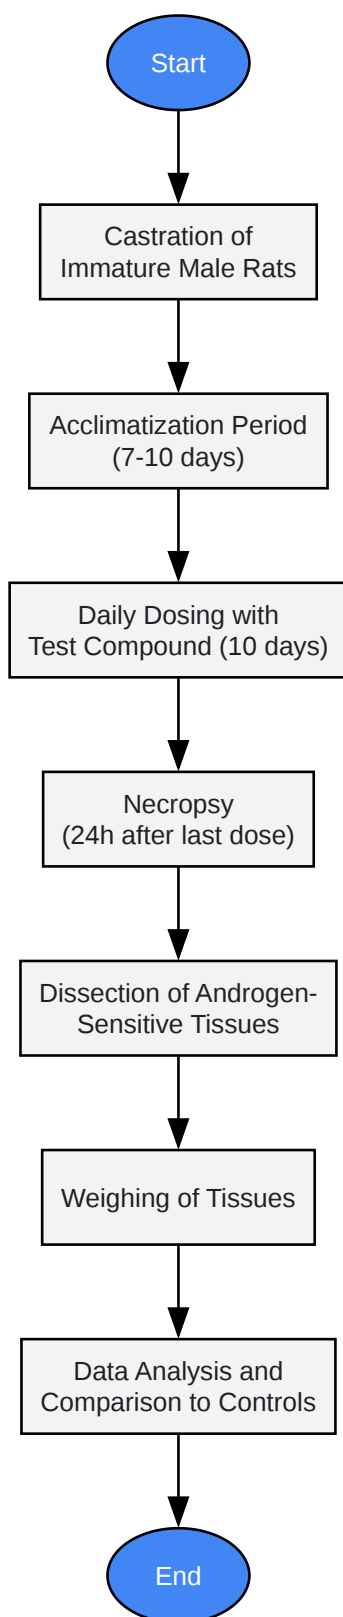 Start
Castration of
Immature Male Rats
Acclimatization Period
(7-10 days)
Daily Dosing with
Test Compound (10 days)
Necropsy
(24h after last dose)
Dissection of Androgen-
Sensitive Tissues
Weighing of Tissues
Data Analysis and
Comparison to Controls
End